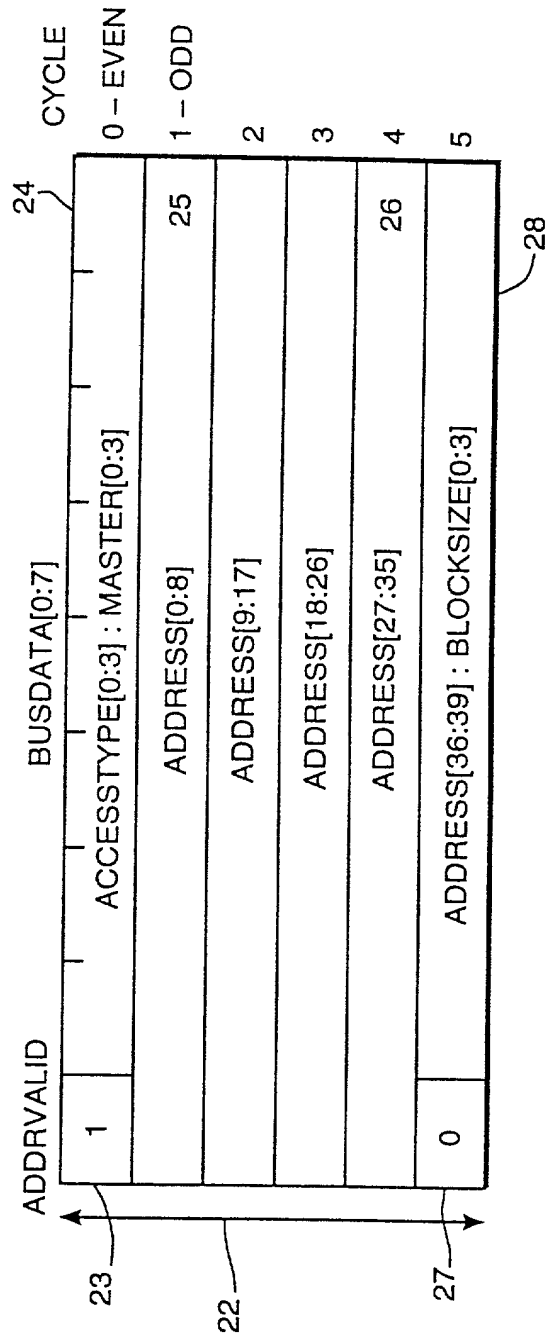 ADDRVALID BUSDATA[0:7] CYCLE
24
23 1 ACCESSTYPE[0:3] : MASTER[0:3] 0 – EVEN
ADDRESS[0:8] 25 1 – ODD
22 ADDRESS[9:17] 2
ADDRESS[18:26] 3
ADDRESS[27:35] 26 4
27 0 ADDRESS[36:39] : BLOCKSIZE[0:3] 5
28